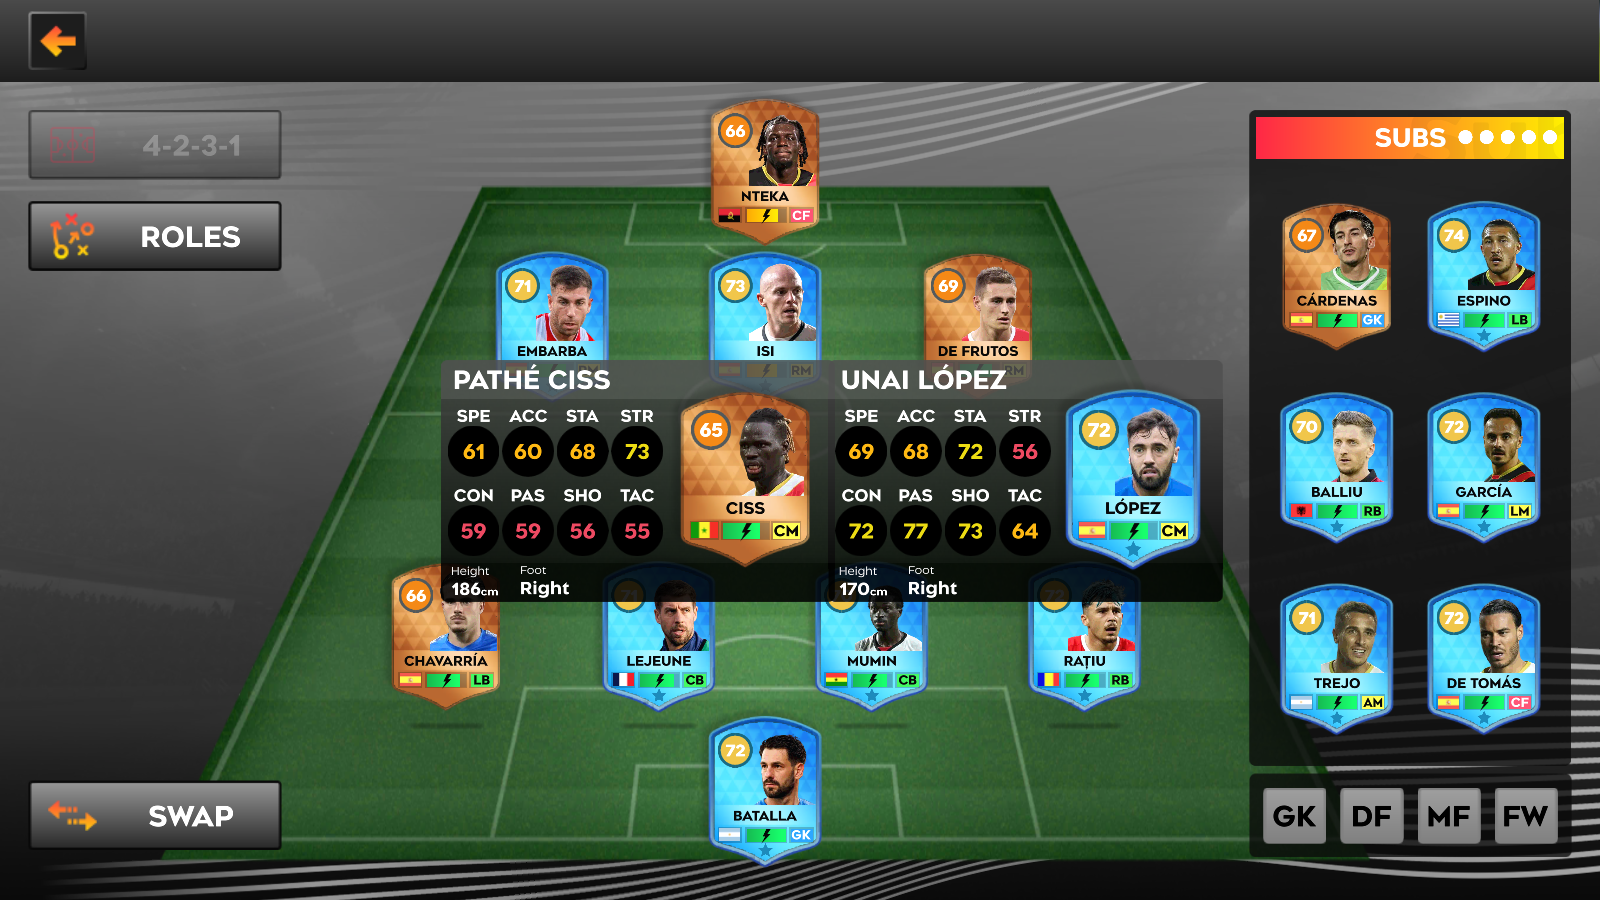 4-2-3-1
ROLES
66
NTEKA
CF
71
EMBARBA
73
ISI
RM
69
DE FRUTOS
RM
PATHÉ CISS
SPE ACC STA STR
61 60 68 73
CON PAS SHO TAC
59 59 56 55
Height Foot
186cm Right
65
CISS
CM
UNAI LÓPEZ
SPE ACC STA STR
69 68 72 56
CON PAS SHO TAC
72 77 73 64
Height Foot
170cm Right
72
LÓPEZ
CM
66
CHAVARRÍA
LB
71
LEJEUNE
CB
MUMIN
CB
72
RAȚIU
RB
72
BATALLA
GK
SWAP
SUBS
67
CÁRDENAS
GK
74
ESPINO
LB
70
BALLIU
RB
72
GARCÍA
LM
71
TREJO
AM
72
DE TOMÁS
CF
GK DF MF FW